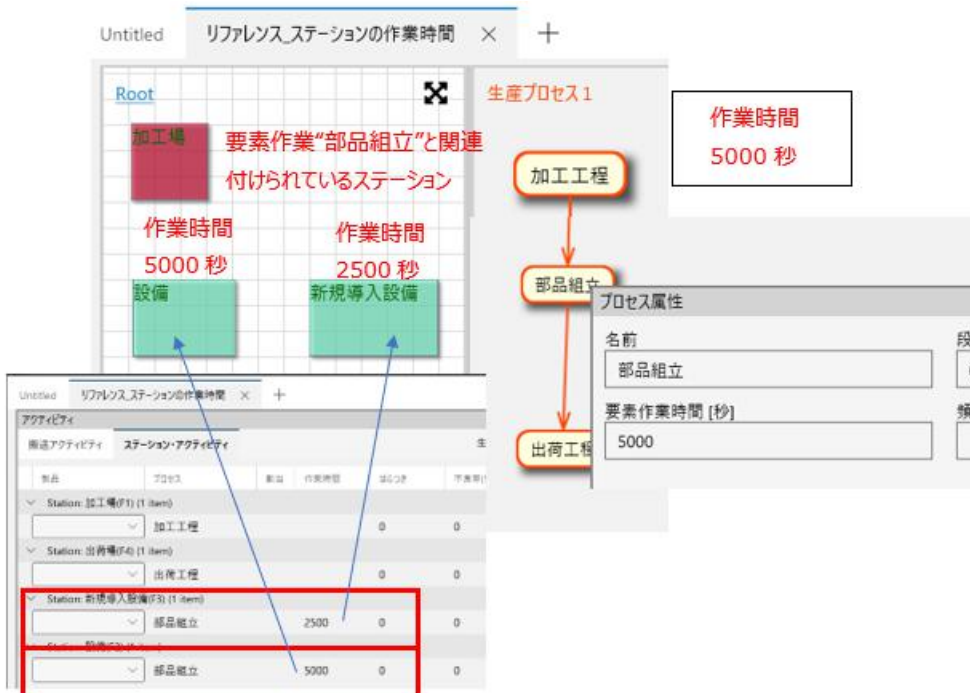 Untitled リファレンス_ステーションの作業時間 × +
Root
生産プロセス1
加工場
要素作業“部品組立”と関連
付けられているステーション
作業時間
5000 秒
作業時間
2500 秒
設備
新規導入設備
作業時間
5000 秒
加工工程
部品組立
出荷工程
プロセス属性
名前
部品組立
要素作業時間 [秒]
5000
Untitled リファレンス_ステーションの作業時間 × +
アクティビティ
搬送アクティビティ ステーション・アクティビティ 生
製品 プロセス 割当 作業時間 ばらつき
Station: 加工場(F1) (1 item)
加工工程 0 0
Station: 出荷場(F4) (1 item)
出荷工程 0 0
Station: 新規導入設備(F3) (1 item)
部品組立 2500 0 0
部品組立 5000 0 0